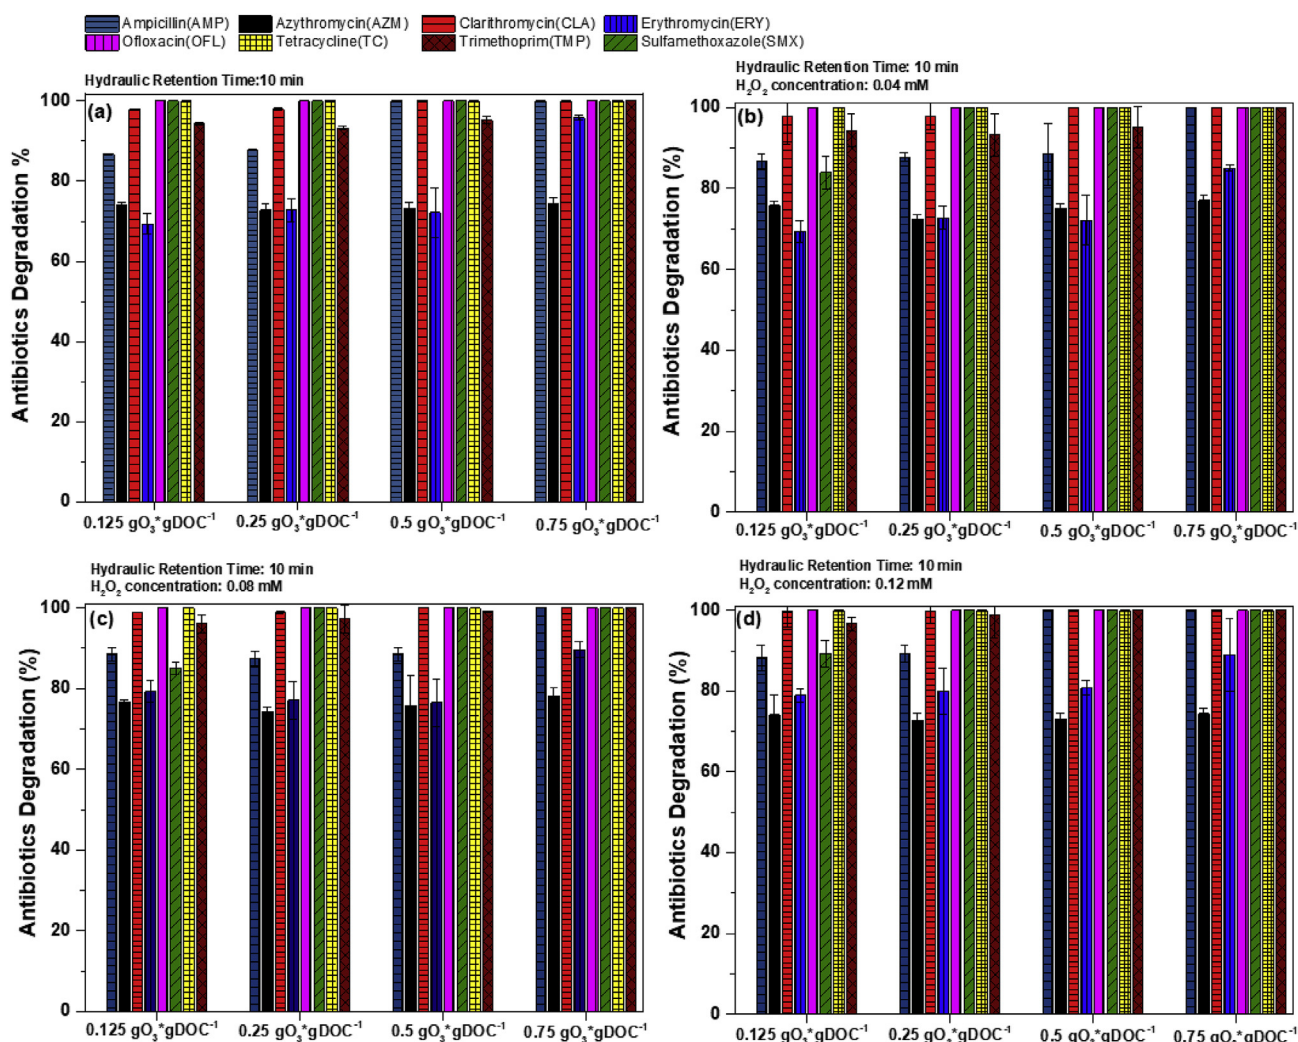 Ampicillin(AMP) Azythromycin(AZM) Clarithromycin(CLA) Erythromycin(ERY)
Ofloxacin(OFL) Tetracycline(TC) Trimethoprim(TMP) Sulfamethoxazole(SMX)
Hydraulic Retention Time:10 min
(a)
Antibiotics Degradation %
100
80
60
40
20
0
0.125 gO₃*gDOC⁻¹ 0.25 gO₃*gDOC⁻¹ 0.5 gO₃*gDOC⁻¹ 0.75 gO₃*gDOC⁻¹
Hydraulic Retention Time: 10 min
H₂O₂ concentration: 0.04 mM
(b)
Antibiotics Degradation (%)
100
80
60
40
20
0
0.125 gO₃*gDOC⁻¹ 0.25 gO₃*gDOC⁻¹ 0.5 gO₃*gDOC⁻¹ 0.75 gO₃*gDOC⁻¹
Hydraulic Retention Time: 10 min
H₂O₂ concentration: 0.08 mM
(c)
Antibiotics Degradation (%)
100
80
60
40
20
0
0.125 gO₃*gDOC⁻¹ 0.25 gO₃*gDOC⁻¹ 0.5 gO₃*gDOC⁻¹ 0.75 gO₃*gDOC⁻¹
Hydraulic Retention Time: 10 min
H₂O₂ concentration: 0.12 mM
(d)
Antibiotics Degradation (%)
100
80
60
40
20
0
0.125 gO₃*gDOC⁻¹ 0.25 gO₃*gDOC⁻¹ 0.5 gO₃*gDOC⁻¹ 0.75 gO₃*gDOC⁻¹